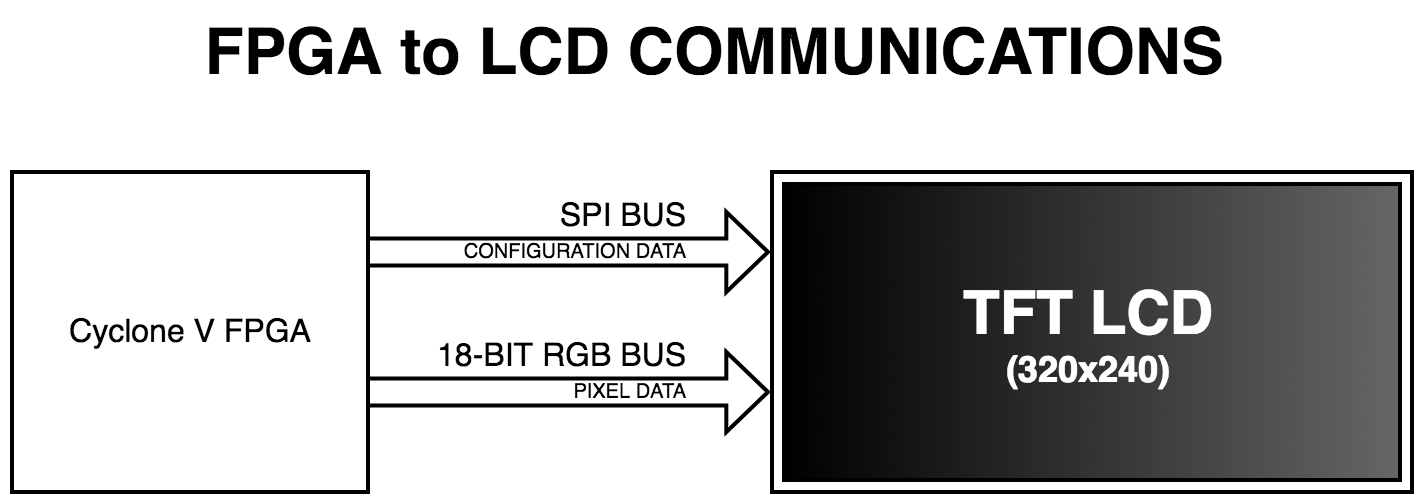 FPGA to LCD COMMUNICATIONS
SPI BUS
CONFIGURATION DATA
Cyclone V FPGA
18-BIT RGB BUS
PIXEL DATA
TFT LCD
(320x240)